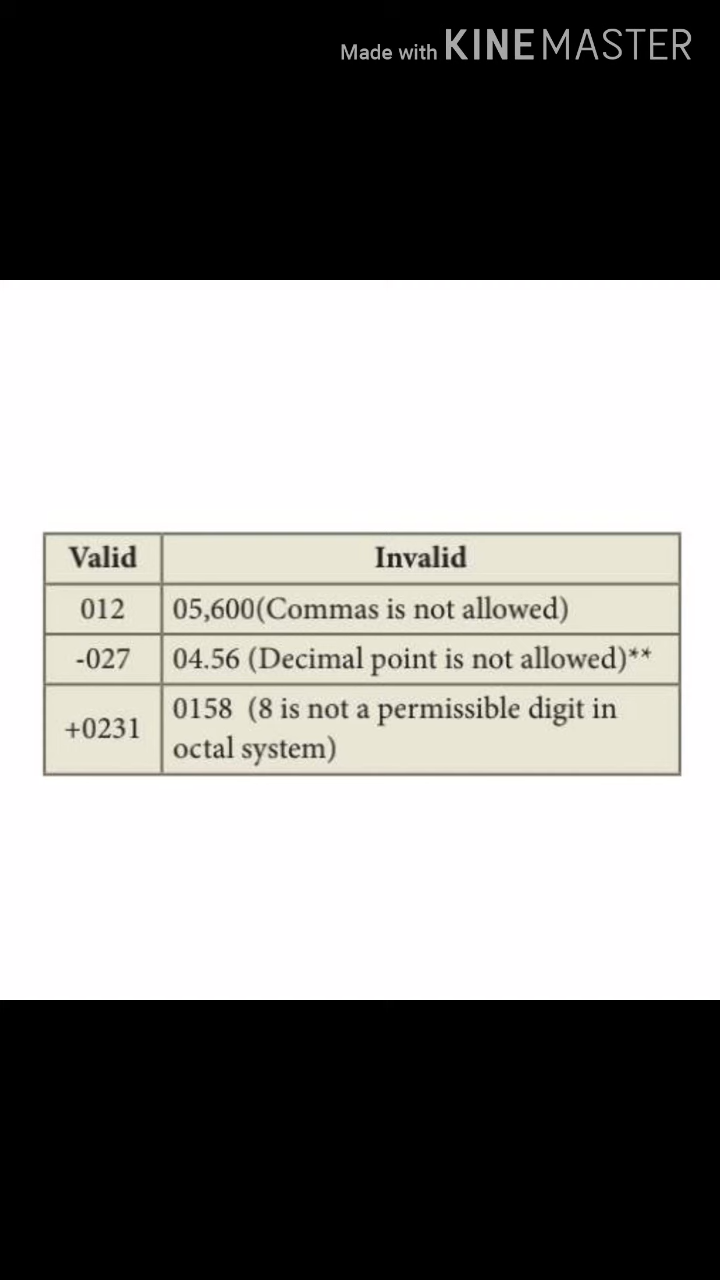 Made with KINEMASTER
Valid Invalid
012 05,600(Commas is not allowed)
-027 04.56 (Decimal point is not allowed)**
+0231 0158 (8 is not a permissible digit in
octal system)